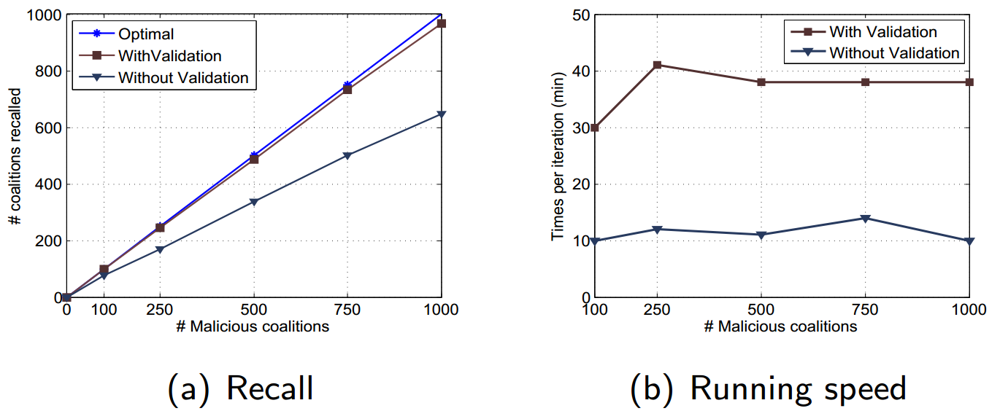 1000
800
600
400
200
0
# coalitions recalled
Optimal
WithValidation
Without Validation
0 100 250 500 750 1000
# Malicious coalitions
(a) Recall
50
40
30
20
10
0
Times per iteration (min)
With Validation
Without Validation
100 250 500 750 1000
# Malicious coalitions
(b) Running speed